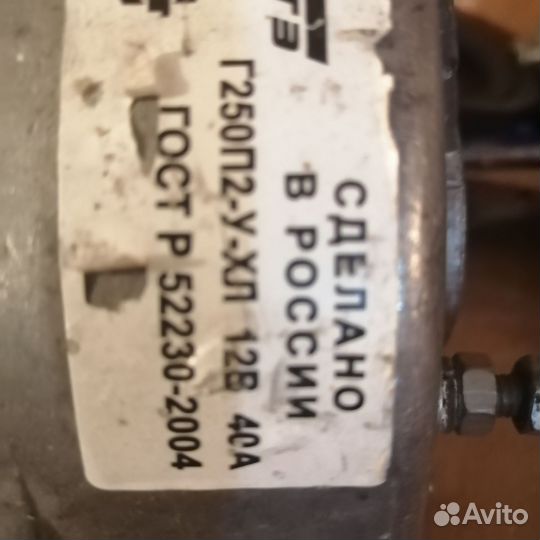 СДЕЛАНО
В РОССИИ
Г250П2-У-ХЛ 12В 40А
ГОСТ Р 52230-2004
Avito